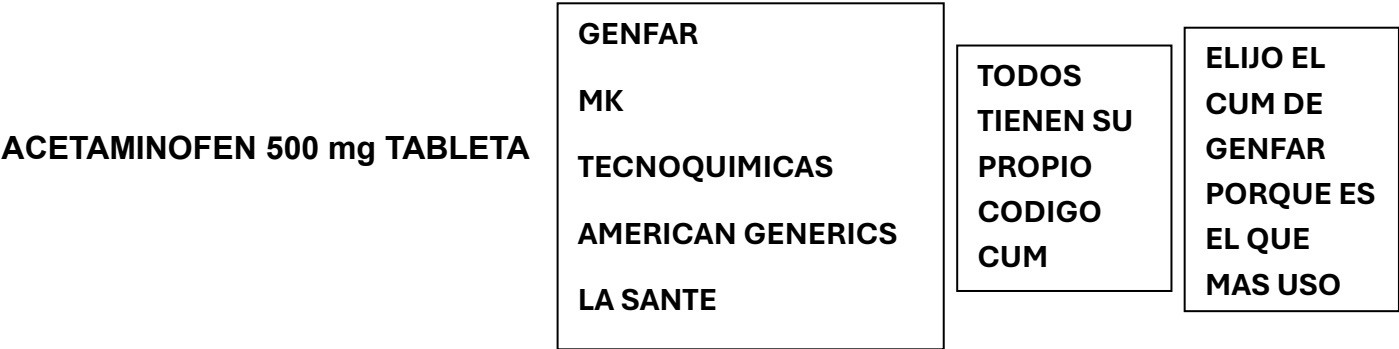 ACETAMINOFEN 500 mg TABLETA
GENFAR
MK
TECNOQUIMICAS
AMERICAN GENERICS
LA SANTE
TODOS
TIENEN SU
PROPIO
CODIGO
CUM
ELIJO EL
CUM DE
GENFAR
PORQUE ES
EL QUE
MAS USO